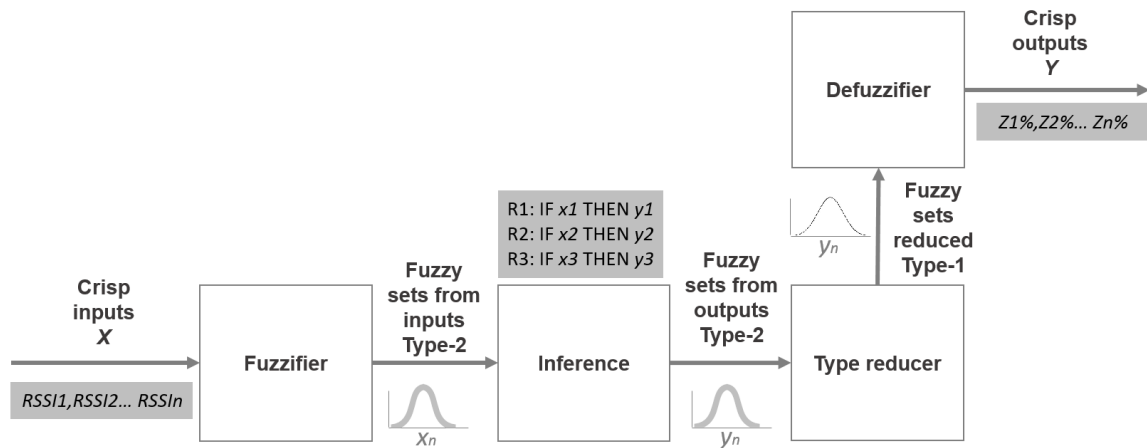 Crisp
inputs
X
RSSI1,RSSI2... RSSIn
Fuzzifier
Fuzzy
sets from
inputs
Type-2
xn
R1: IF x1 THEN y1
R2: IF x2 THEN y2
R3: IF x3 THEN y3
Inference
Fuzzy
sets from
outputs
Type-2
yn
Type reducer
Fuzzy
sets
reduced
Type-1
yn
Defuzzifier
Crisp
outputs
Y
Z1%,Z2%... Zn%